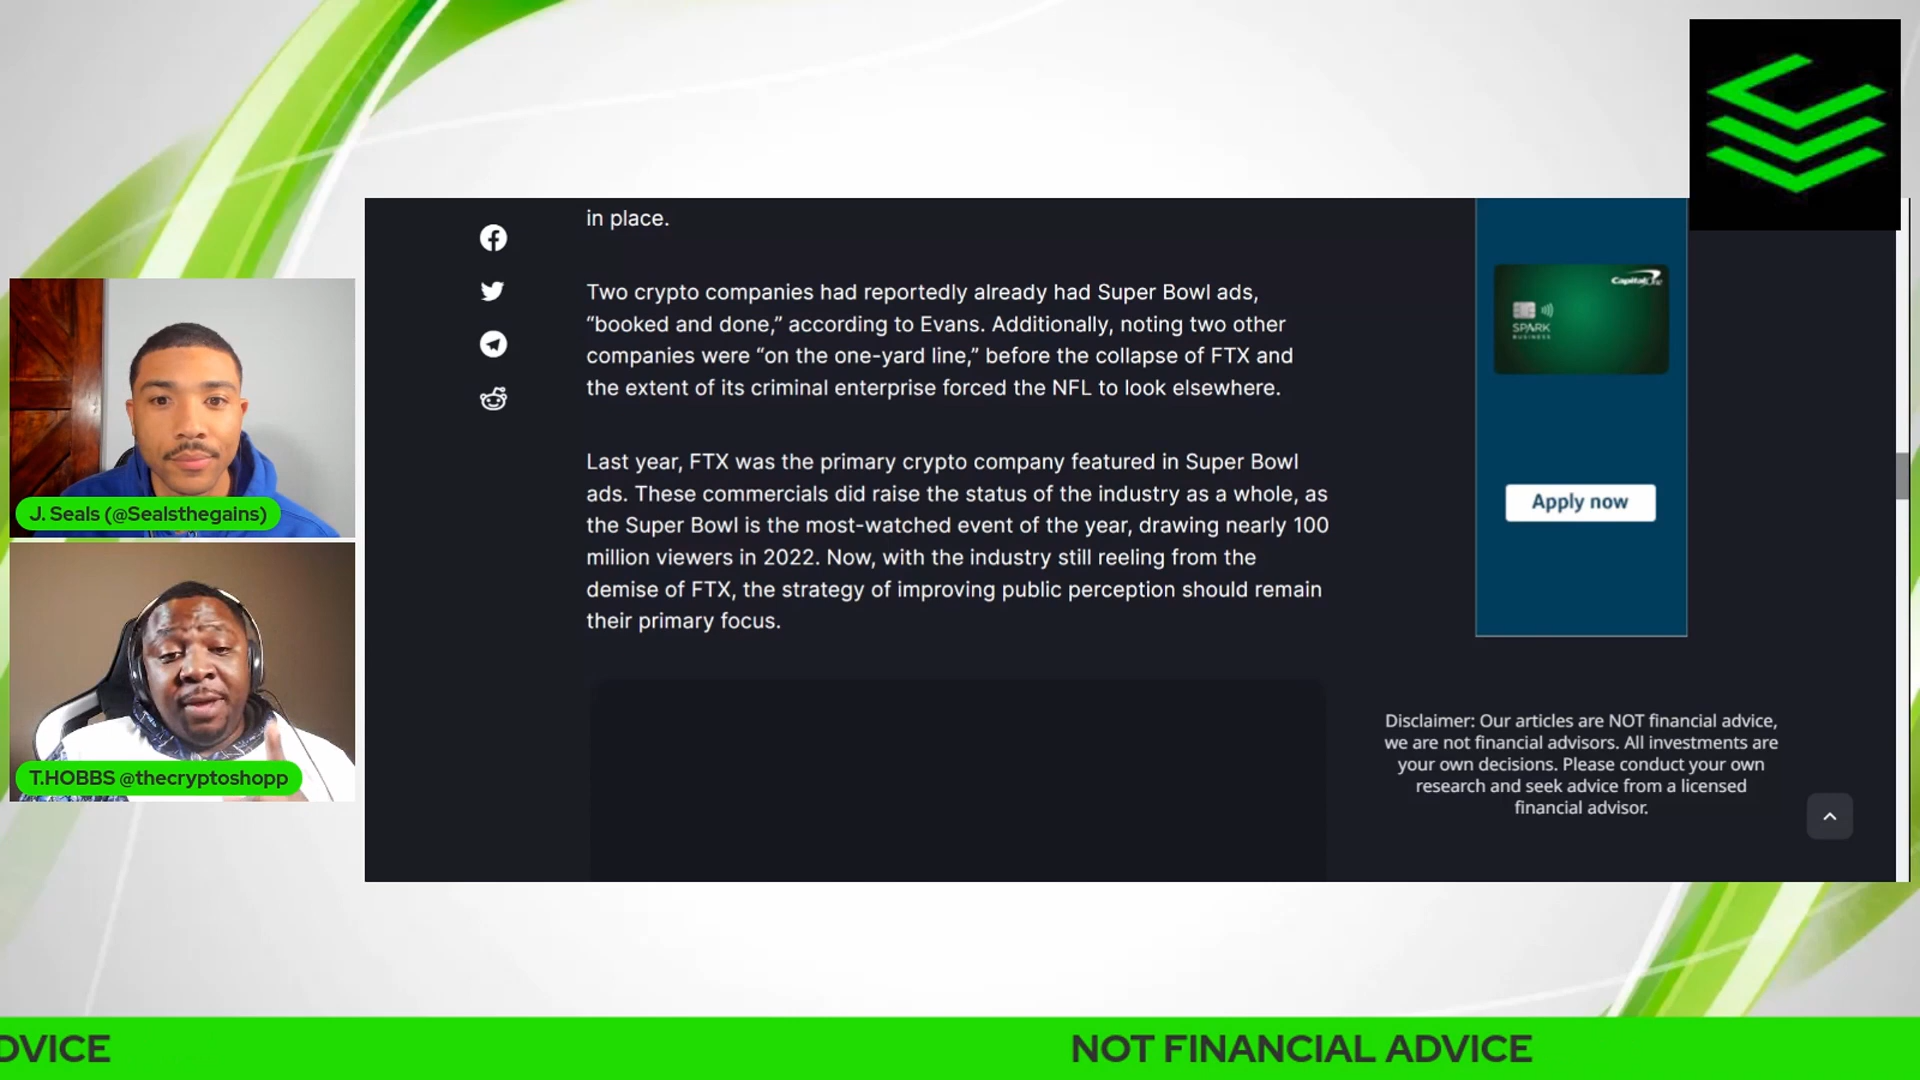 in place.
Two crypto companies had reportedly already had Super Bowl ads,
“booked and done,” according to Evans. Additionally, noting two other
companies were “on the one-yard line,” before the collapse of FTX and
the extent of its criminal enterprise forced the NFL to look elsewhere.
Last year, FTX was the primary crypto company featured in Super Bowl
ads. These commercials did raise the status of the industry as a whole, as
the Super Bowl is the most-watched event of the year, drawing nearly 100
million viewers in 2022. Now, with the industry still reeling from the
demise of FTX, the strategy of improving public perception should remain
their primary focus.
Capital One
SPARK
BUSINESS
Apply now
Disclaimer: Our articles are NOT financial advice,
we are not financial advisors. All investments are
your own decisions. Please conduct your own
research and seek advice from a licensed
financial advisor.
J. Seals (@Sealsthegains)
T.HOBBS @thecryptoshopp
DVICE
NOT FINANCIAL ADVICE